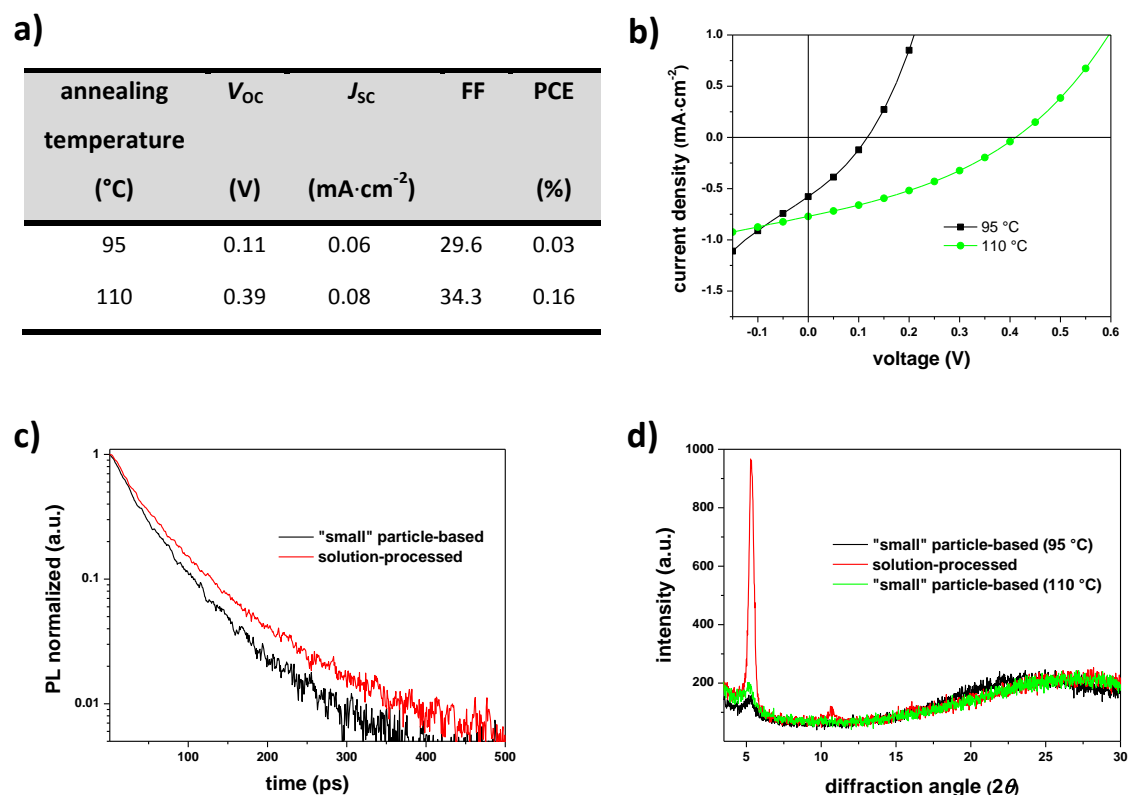 a)
annealing V_OC J_SC FF PCE
temperature
(°C) (V) (mA·cm⁻²) (%)
95 0.11 0.06 29.6 0.03
110 0.39 0.08 34.3 0.16
b)
1.0
0.5
0.0
-0.5
-1.0
-1.5
current density (mA·cm⁻²)
95 °C
110 °C
-0.1 0.0 0.1 0.2 0.3 0.4 0.5 0.6
voltage (V)
c)
1
0.1
0.01
PL normalized (a.u.)
"small" particle-based
solution-processed
100 200 300 400 500
time (ps)
d)
1000
800
600
400
200
intensity (a.u.)
"small" particle-based (95 °C)
solution-processed
"small" particle-based (110 °C)
5 10 15 20 25 30
diffraction angle (2θ)